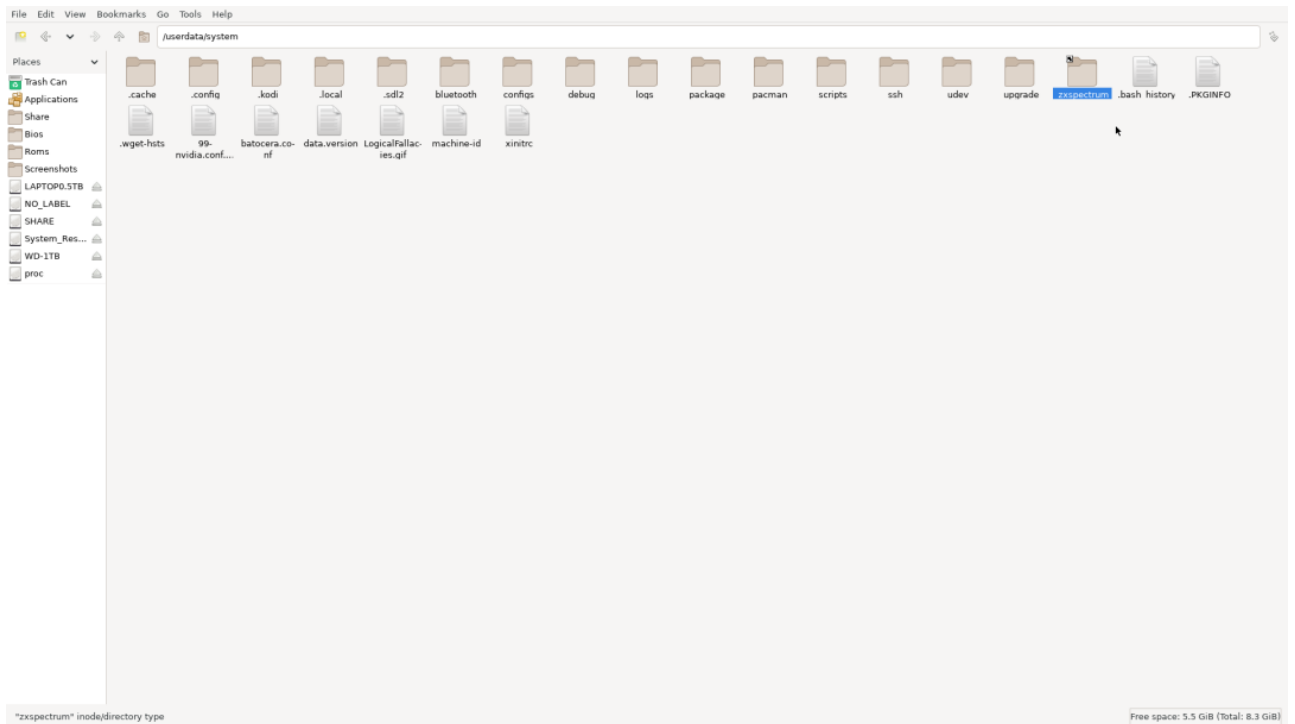 File Edit View Bookmarks Go Tools Help
/userdata/system
Places
Trash Can
Applications
Share
Bios
Roms
Screenshots
LAPTOP0.5TB
NO_LABEL
SHARE
System_Res...
WD-1TB
proc
.cache .config .kodi .local .sdl2 bluetooth configs debug logs package pacman scripts ssh udev upgrade zxspectrum .bash_history .PKGINFO
.wget-hsts 99- batocera.co- data.version LogicalFallac- machine-id xinitrc
nvidia.conf.... nf ies.gif
"zxspectrum" inode/directory type
Free space: 5.5 GiB (Total: 8.3 GiB)